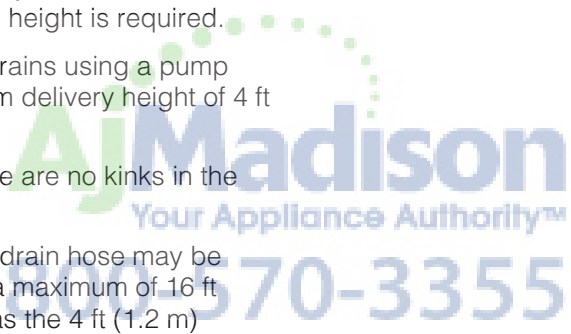 height is required.
rains using a pump
m delivery height of 4 ft
AjMadison
e are no kinks in the
Your Appliance Authority™
drain hose may be
800-570-3355
a maximum of 16 ft
as the 4 ft (1.2 m)